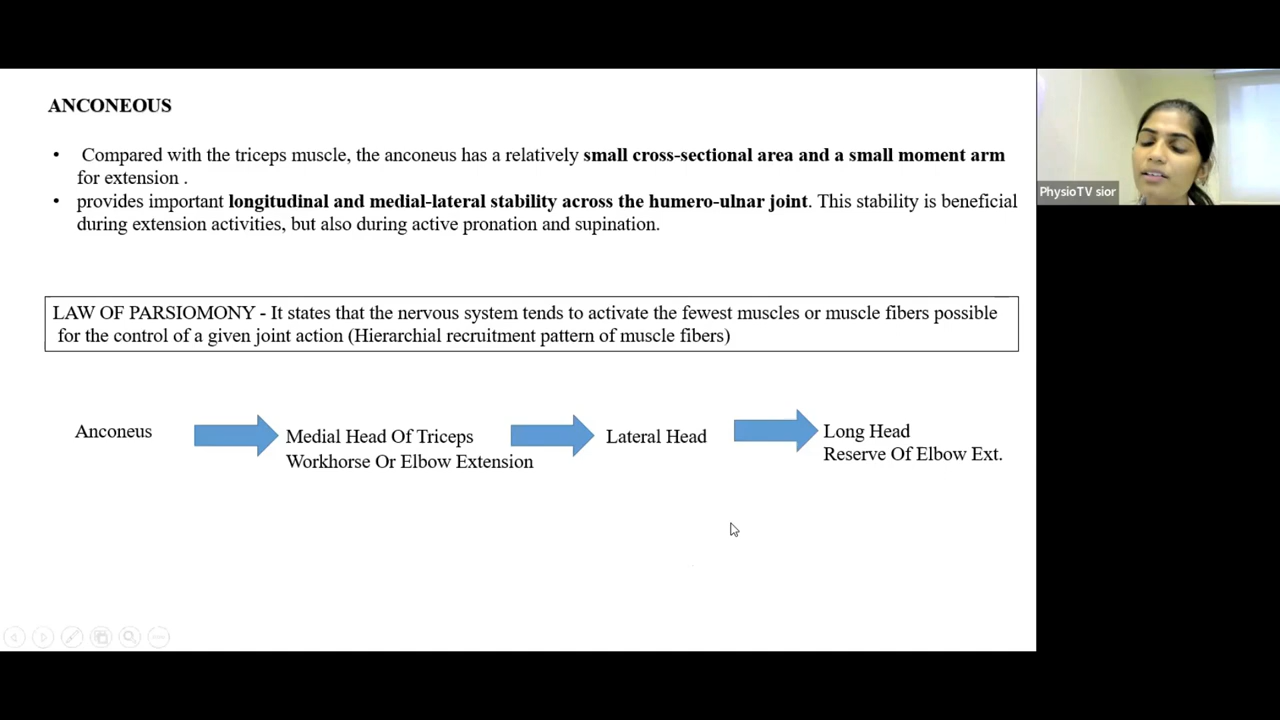 ANCONEOUS
• Compared with the triceps muscle, the anconeus has a relatively small cross-sectional area and a small moment arm
for extension .
• provides important longitudinal and medial-lateral stability across the humero-ulnar joint. This stability is beneficial
during extension activities, but also during active pronation and supination.
PhysioTV sior
LAW OF PARSIOMONY - It states that the nervous system tends to activate the fewest muscles or muscle fibers possible
for the control of a given joint action (Hierarchial recruitment pattern of muscle fibers)
Anconeus
Medial Head Of Triceps
Workhorse Or Elbow Extension
Lateral Head
Long Head
Reserve Of Elbow Ext.